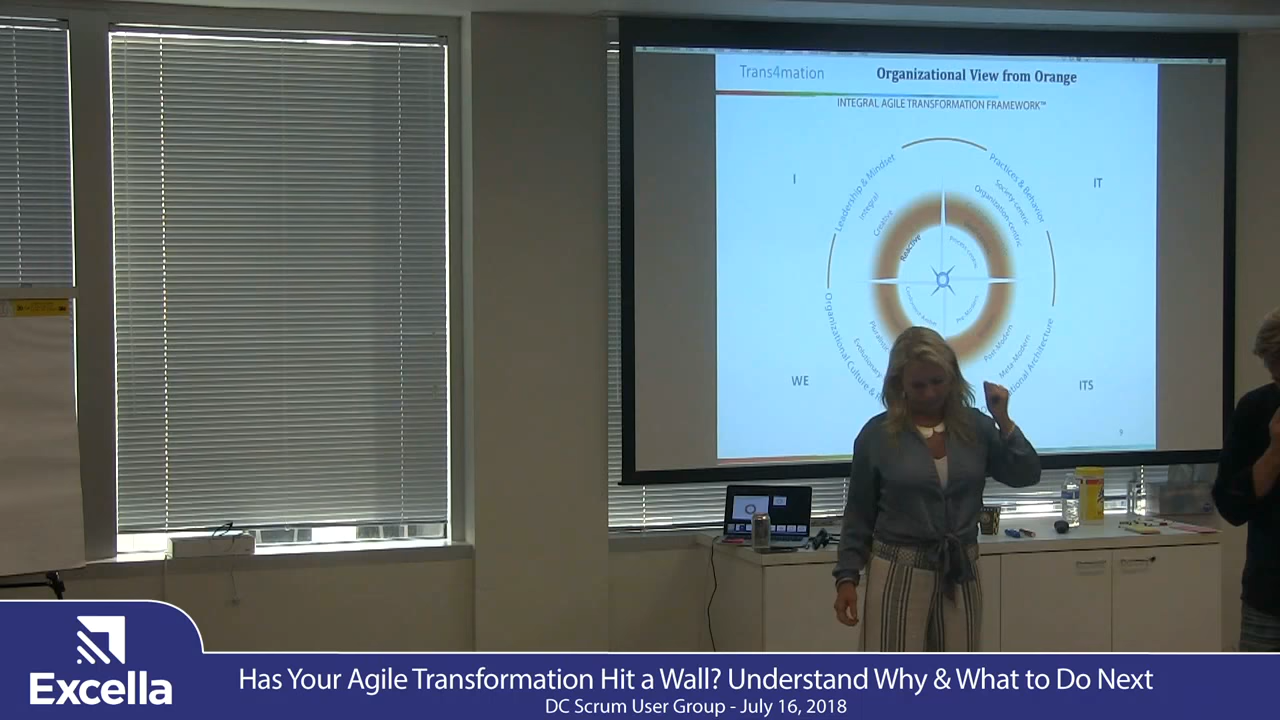 Trans4mation
Organizational View from Orange
INTEGRAL AGILE TRANSFORMATION FRAMEWORK™
I
IT
Leadership & Mindset
Practices & Behavior
Integral
Society-centric
Creative
Organization-centric
Reactive
Organizational Culture &
Evolutionary
Post-Modern
Meta-Modern
Architecture
WE
ITS
9
Excella
Has Your Agile Transformation Hit a Wall? Understand Why & What to Do Next
DC Scrum User Group - July 16, 2018